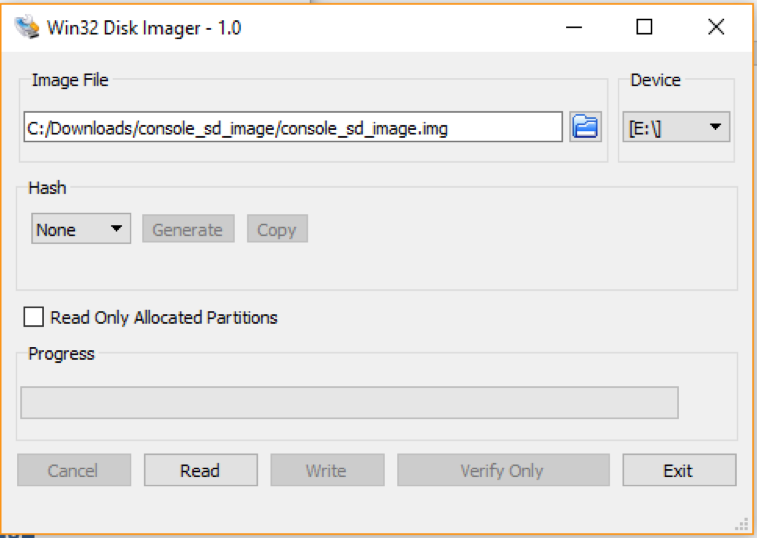 Win32 Disk Imager - 1.0
Image File
Device
C:/Downloads/console_sd_image/console_sd_image.img
[E:\]
Hash
None
Generate
Copy
Read Only Allocated Partitions
Progress
Cancel
Read
Write
Verify Only
Exit